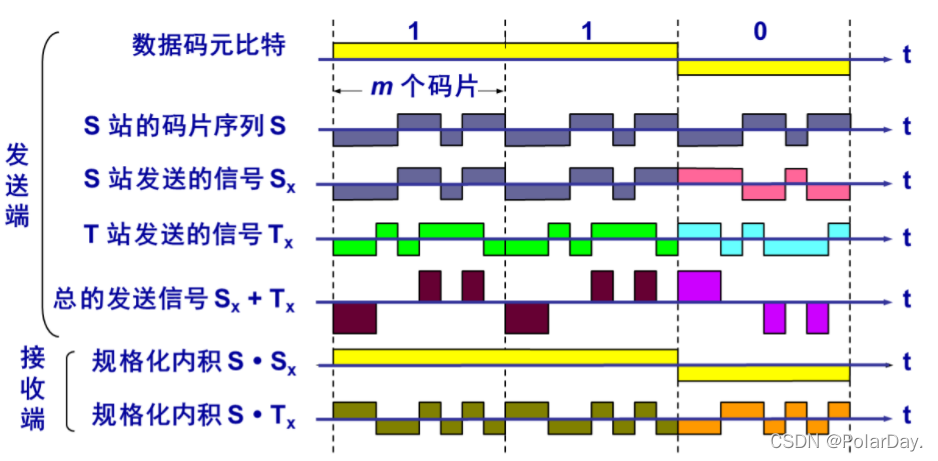 数据码元比特
1 1 0
t
m 个码片
S 站的码片序列 S
t
S 站发送的信号 Sx
t
发送端
T 站发送的信号 Tx
t
总的发送信号 Sx + Tx
t
接收端
规格化内积 S • Sx
t
规格化内积 S • Tx
t
CSDN @PolarDay.